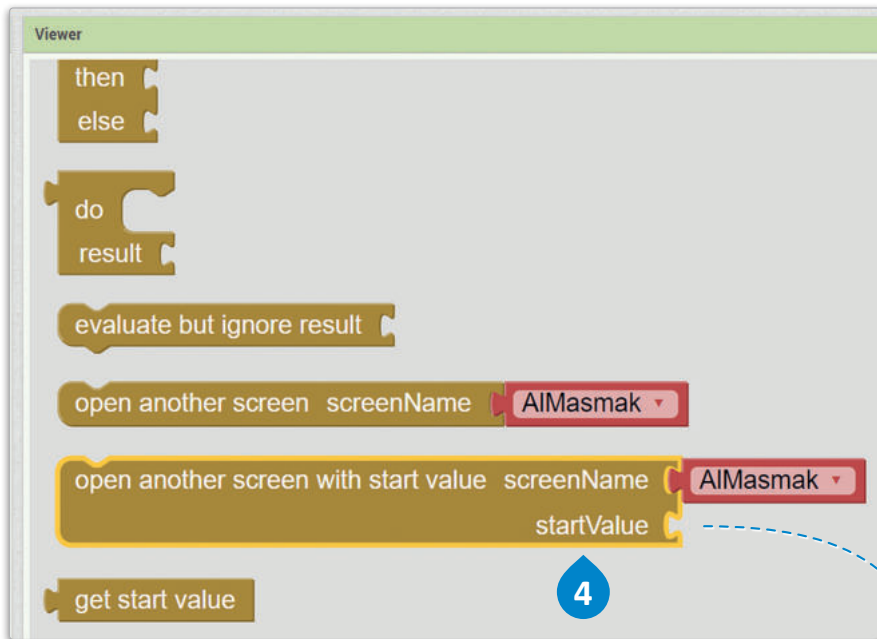 Viewer
then
else
do
result
evaluate but ignore result
open another screen screenName AlMasmak
open another screen with start value screenName AlMasmak
startValue
4
get start value